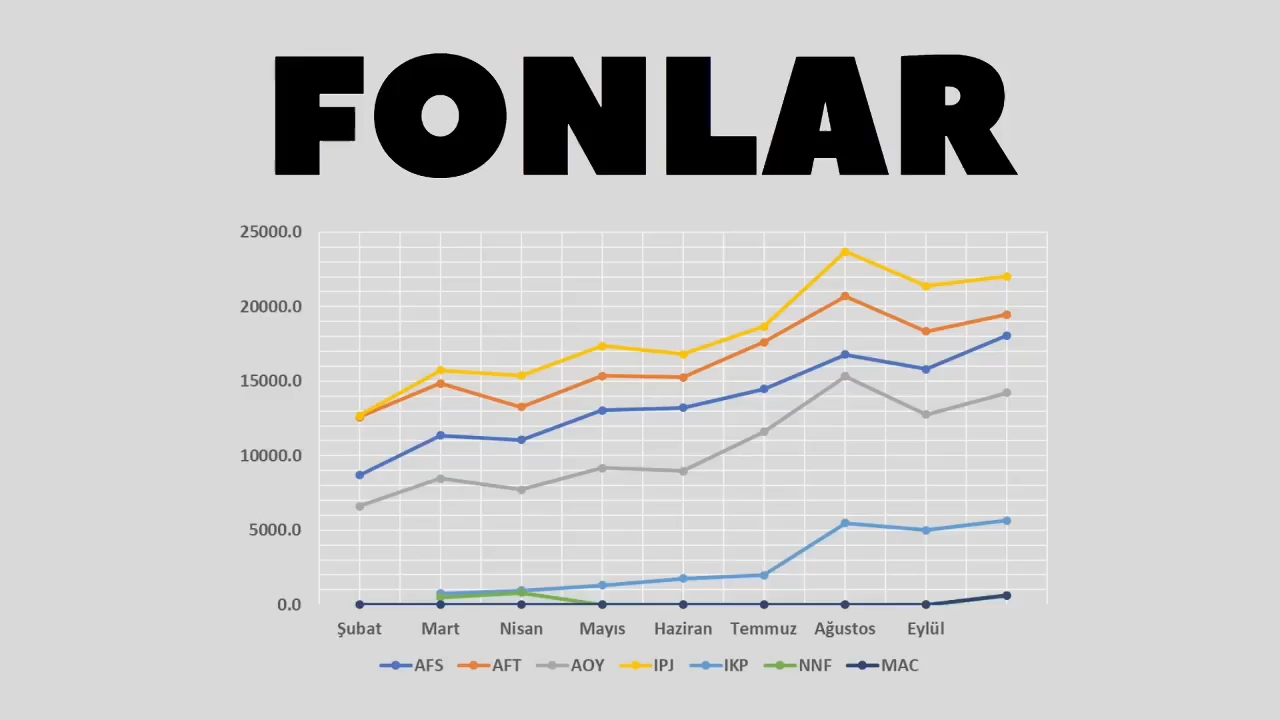 FONLAR
25000.0
20000.0
15000.0
10000.0
5000.0
0.0
Şubat Mart Nisan Mayıs Haziran Temmuz Ağustos Eylül
AFS AFT AOY IPJ IKP NNF MAC